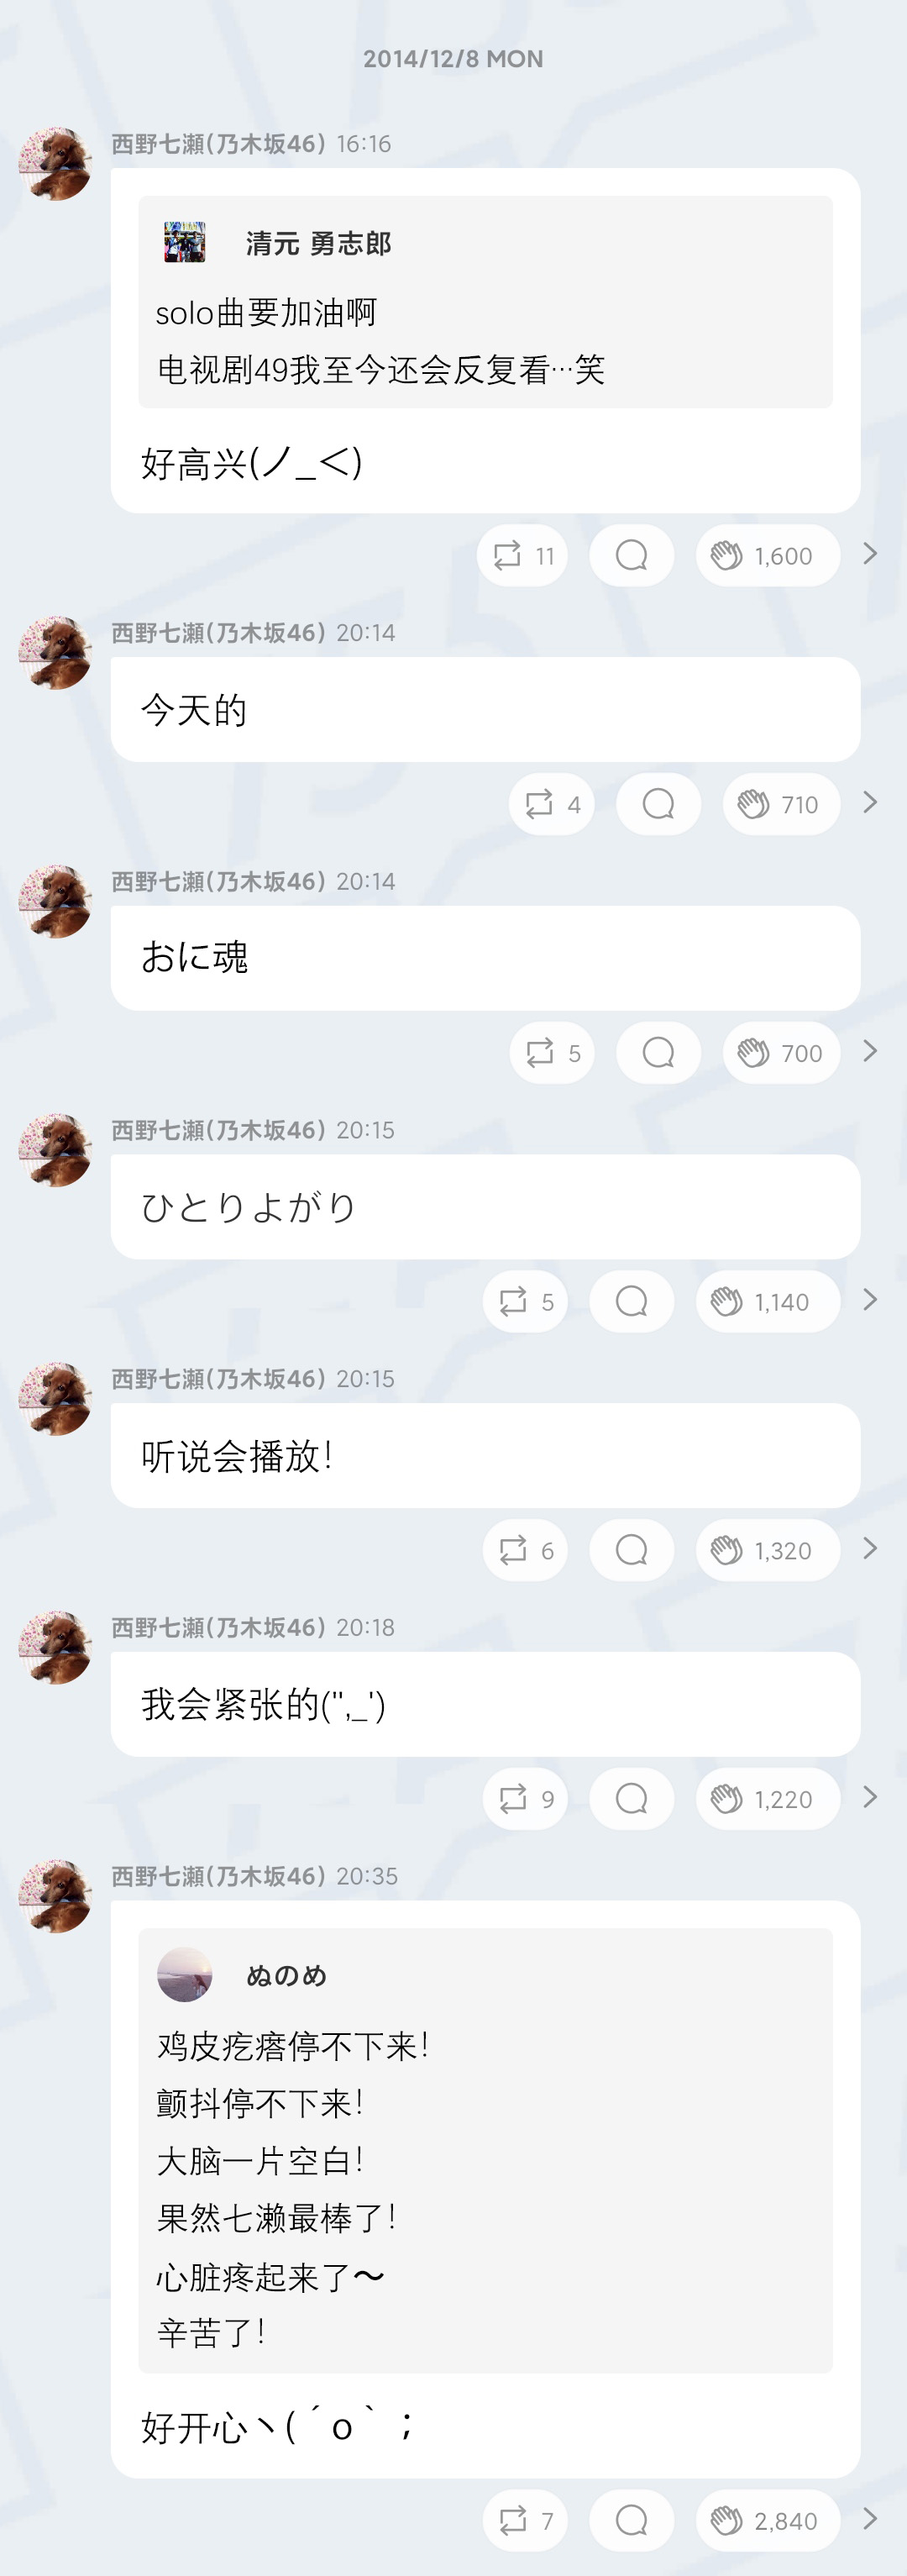 2014/12/8 MON
西野七瀬(乃木坂46) 16:16
清元 勇志郎
solo曲要加油啊
电视剧49我至今还会反复看…笑
好高兴(ノ_<)
11 1,600
西野七瀬(乃木坂46) 20:14
今天的
4 710
西野七瀬(乃木坂46) 20:14
おに魂
5 700
西野七瀬(乃木坂46) 20:15
ひとりよがり
5 1,140
西野七瀬(乃木坂46) 20:15
听说会播放!
6 1,320
西野七瀬(乃木坂46) 20:18
我会紧张的('',_')
9 1,220
西野七瀬(乃木坂46) 20:35
ぬのめ
鸡皮疙瘩停不下来!
颤抖停不下来!
大脑一片空白!
果然七濑最棒了!
心脏疼起来了〜
辛苦了!
好开心ヽ(´o｀；
7 2,840